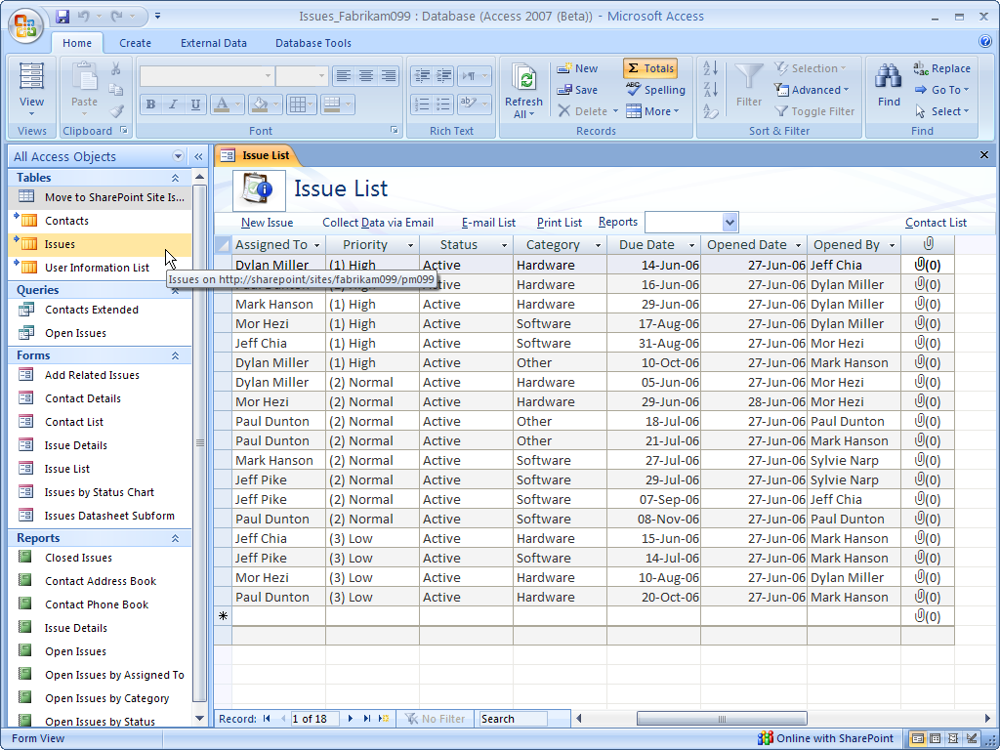 Issues_Fabrikam099 : Database (Access 2007 (Beta)) - Microsoft Access
Home Create External Data Database Tools
View
Views
Paste
Clipboard
B I U A
Font
Rich Text
Refresh All
New
Save
Delete
Σ Totals
ABC Spelling
More
Records
Filter
Selection
Advanced
Toggle Filter
Sort & Filter
Find
Replace
Go To
Select
Find
All Access Objects
Tables
Move to SharePoint Site Is...
Contacts
Issues
User Information List
Issues on http://sharepoint/sites/fabrikam099/pm099
Queries
Contacts Extended
Open Issues
Forms
Add Related Issues
Contact Details
Contact List
Issue Details
Issue List
Issues by Status Chart
Issues Datasheet Subform
Reports
Closed Issues
Contact Address Book
Contact Phone Book
Issue Details
Open Issues
Open Issues by Assigned To
Open Issues by Category
Open Issues by Status
Issue List
Issue List
New Issue Collect Data via Email E-mail List Print List Reports Contact List
Assigned To Priority Status Category Due Date Opened Date Opened By
Dylan Miller (1) High Active Hardware 14-Jun-06 27-Jun-06 Jeff Chia (0)
(1) High Active Hardware 16-Jun-06 27-Jun-06 Dylan Miller (0)
Mark Hanson (1) High Active Hardware 29-Jun-06 27-Jun-06 Dylan Miller (0)
Mor Hezi (1) High Active Software 17-Aug-06 27-Jun-06 Dylan Miller (0)
Jeff Chia (1) High Active Software 31-Aug-06 27-Jun-06 Mor Hezi (0)
Dylan Miller (1) High Active Other 10-Oct-06 27-Jun-06 Mark Hanson (0)
Dylan Miller (2) Normal Active Hardware 05-Jun-06 27-Jun-06 Mor Hezi (0)
Mor Hezi (2) Normal Active Hardware 29-Jun-06 28-Jun-06 Mor Hezi (0)
Paul Dunton (2) Normal Active Other 18-Jul-06 27-Jun-06 Paul Dunton (0)
Paul Dunton (2) Normal Active Other 21-Jul-06 27-Jun-06 Mark Hanson (0)
Mark Hanson (2) Normal Active Software 27-Jul-06 27-Jun-06 Sylvie Narp (0)
Jeff Pike (2) Normal Active Software 29-Jul-06 27-Jun-06 Sylvie Narp (0)
Jeff Pike (2) Normal Active Software 07-Sep-06 27-Jun-06 Jeff Chia (0)
Paul Dunton (2) Normal Active Software 08-Nov-06 27-Jun-06 Paul Dunton (0)
Jeff Chia (3) Low Active Hardware 15-Jun-06 27-Jun-06 Mark Hanson (0)
Jeff Pike (3) Low Active Software 14-Jul-06 27-Jun-06 Mark Hanson (0)
Mor Hezi (3) Low Active Hardware 10-Aug-06 27-Jun-06 Dylan Miller (0)
Paul Dunton (3) Low Active Hardware 20-Oct-06 27-Jun-06 Mark Hanson (0)
(0)
Record: 1 of 18 No Filter Search
Form View Online with SharePoint